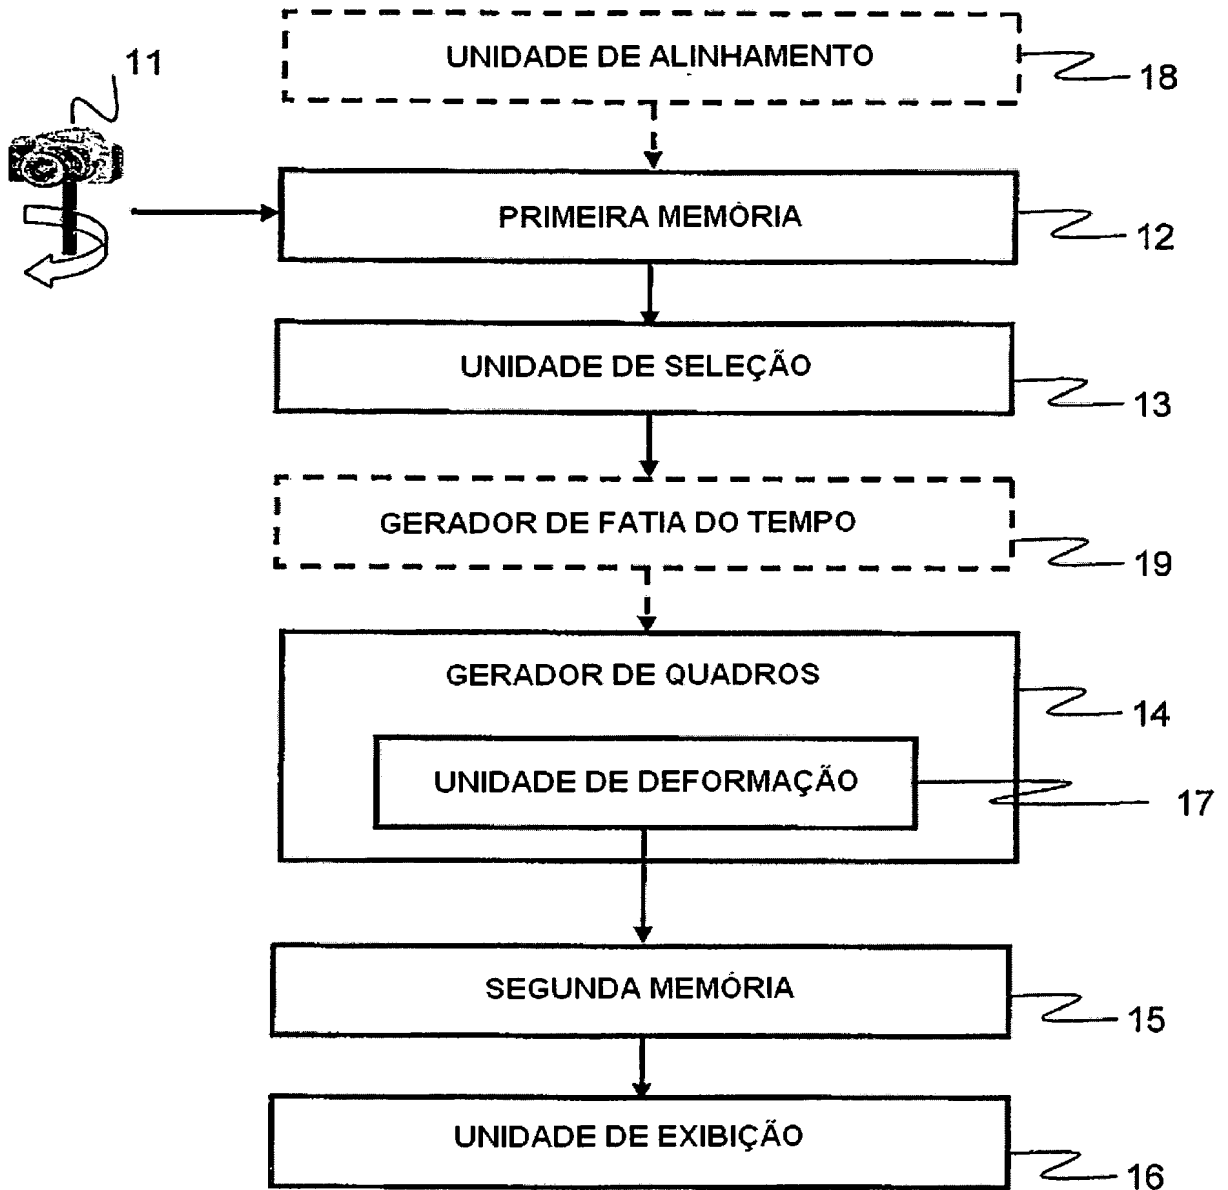 UNIDADE DE ALINHAMENTO
18
11
PRIMEIRA MEMÓRIA
12
UNIDADE DE SELEÇÃO
13
GERADOR DE FATIA DO TEMPO
19
GERADOR DE QUADROS
14
UNIDADE DE DEFORMAÇÃO
17
SEGUNDA MEMÓRIA
15
UNIDADE DE EXIBIÇÃO
16